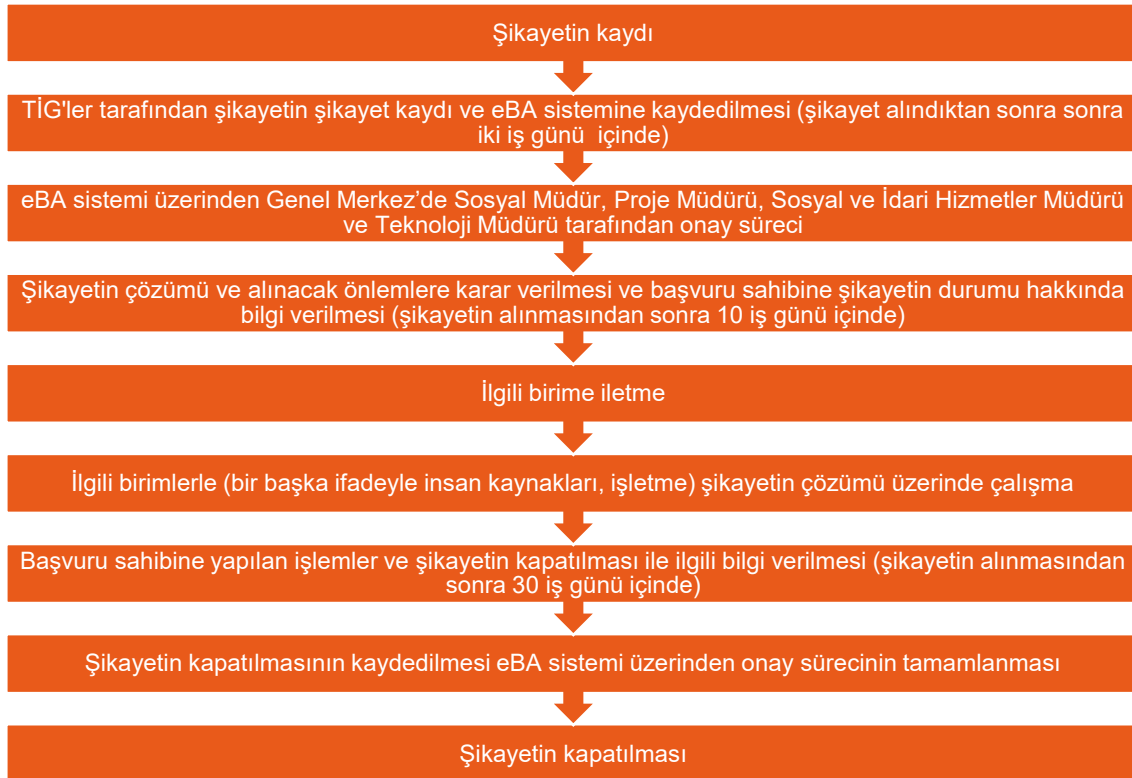 Şikayetin kaydı
TİG'ler tarafından şikayetin şikayet kaydı ve eBA sistemine kaydedilmesi (şikayet alındıktan sonra sonra
iki iş günü içinde)
eBA sistemi üzerinden Genel Merkez’de Sosyal Müdür, Proje Müdürü, Sosyal ve İdari Hizmetler Müdürü
ve Teknoloji Müdürü tarafından onay süreci
Şikayetin çözümü ve alınacak önlemlere karar verilmesi ve başvuru sahibine şikayetin durumu hakkında
bilgi verilmesi (şikayetin alınmasından sonra 10 iş günü içinde)
İlgili birime iletme
İlgili birimlerle (bir başka ifadeyle insan kaynakları, işletme) şikayetin çözümü üzerinde çalışma
Başvuru sahibine yapılan işlemler ve şikayetin kapatılması ile ilgili bilgi verilmesi (şikayetin alınmasından
sonra 30 iş günü içinde)
Şikayetin kapatılmasının kaydedilmesi eBA sistemi üzerinden onay sürecinin tamamlanması
Şikayetin kapatılması